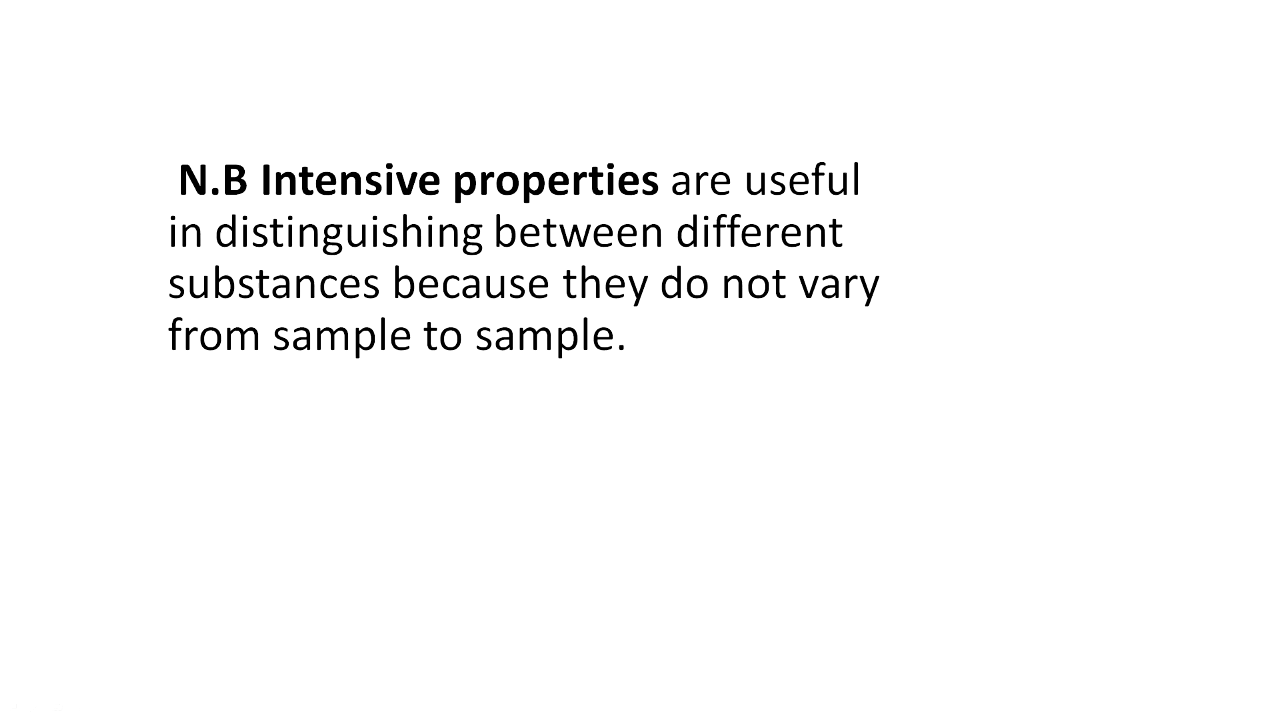 N.B Intensive properties are useful
in distinguishing between different
substances because they do not vary
from sample to sample.